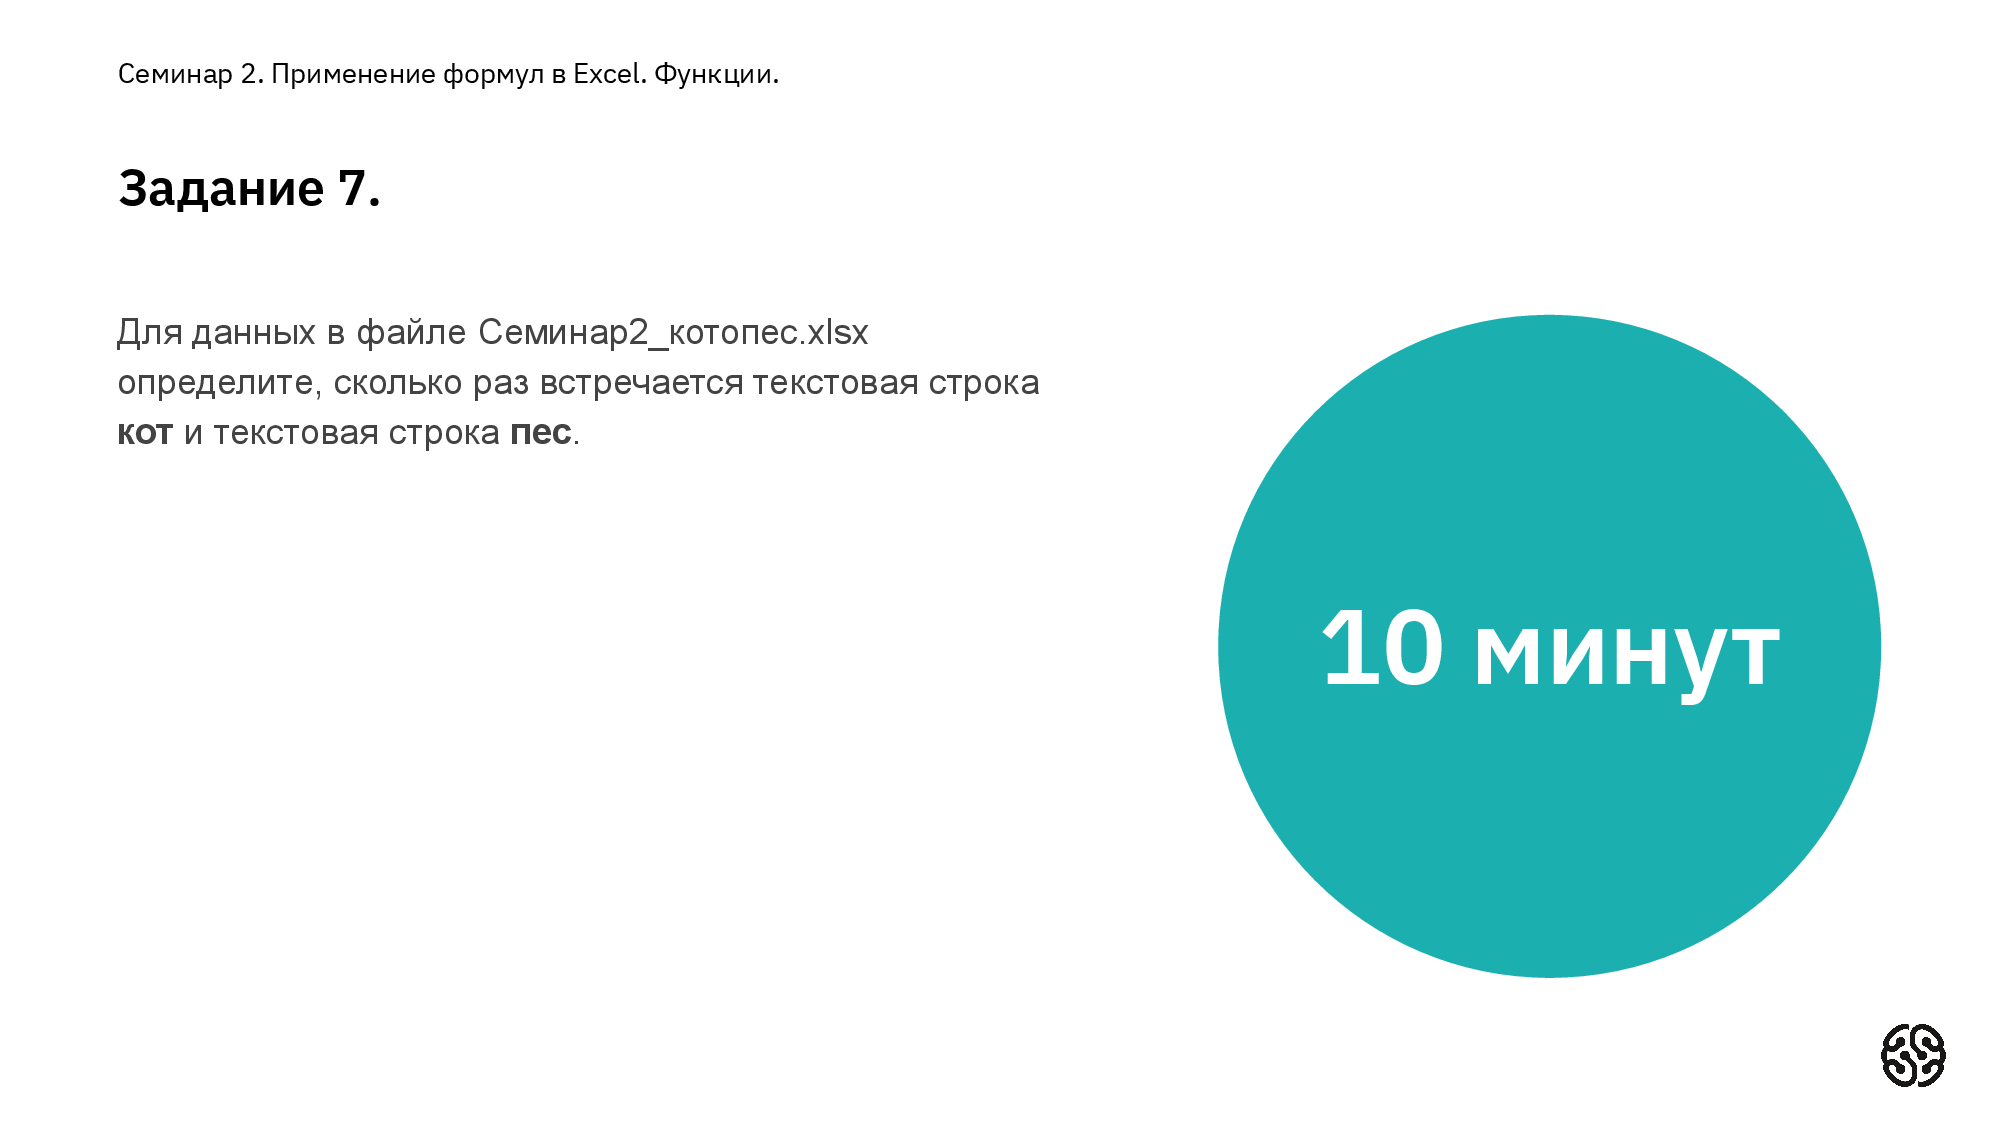 Семинар 2. Применение формул в Excel. Функции.
Задание 7.
Для данных в файле Семинар2_котопес.xlsx
определите, сколько раз встречается текстовая строка
кот и текстовая строка пес.
10 минут